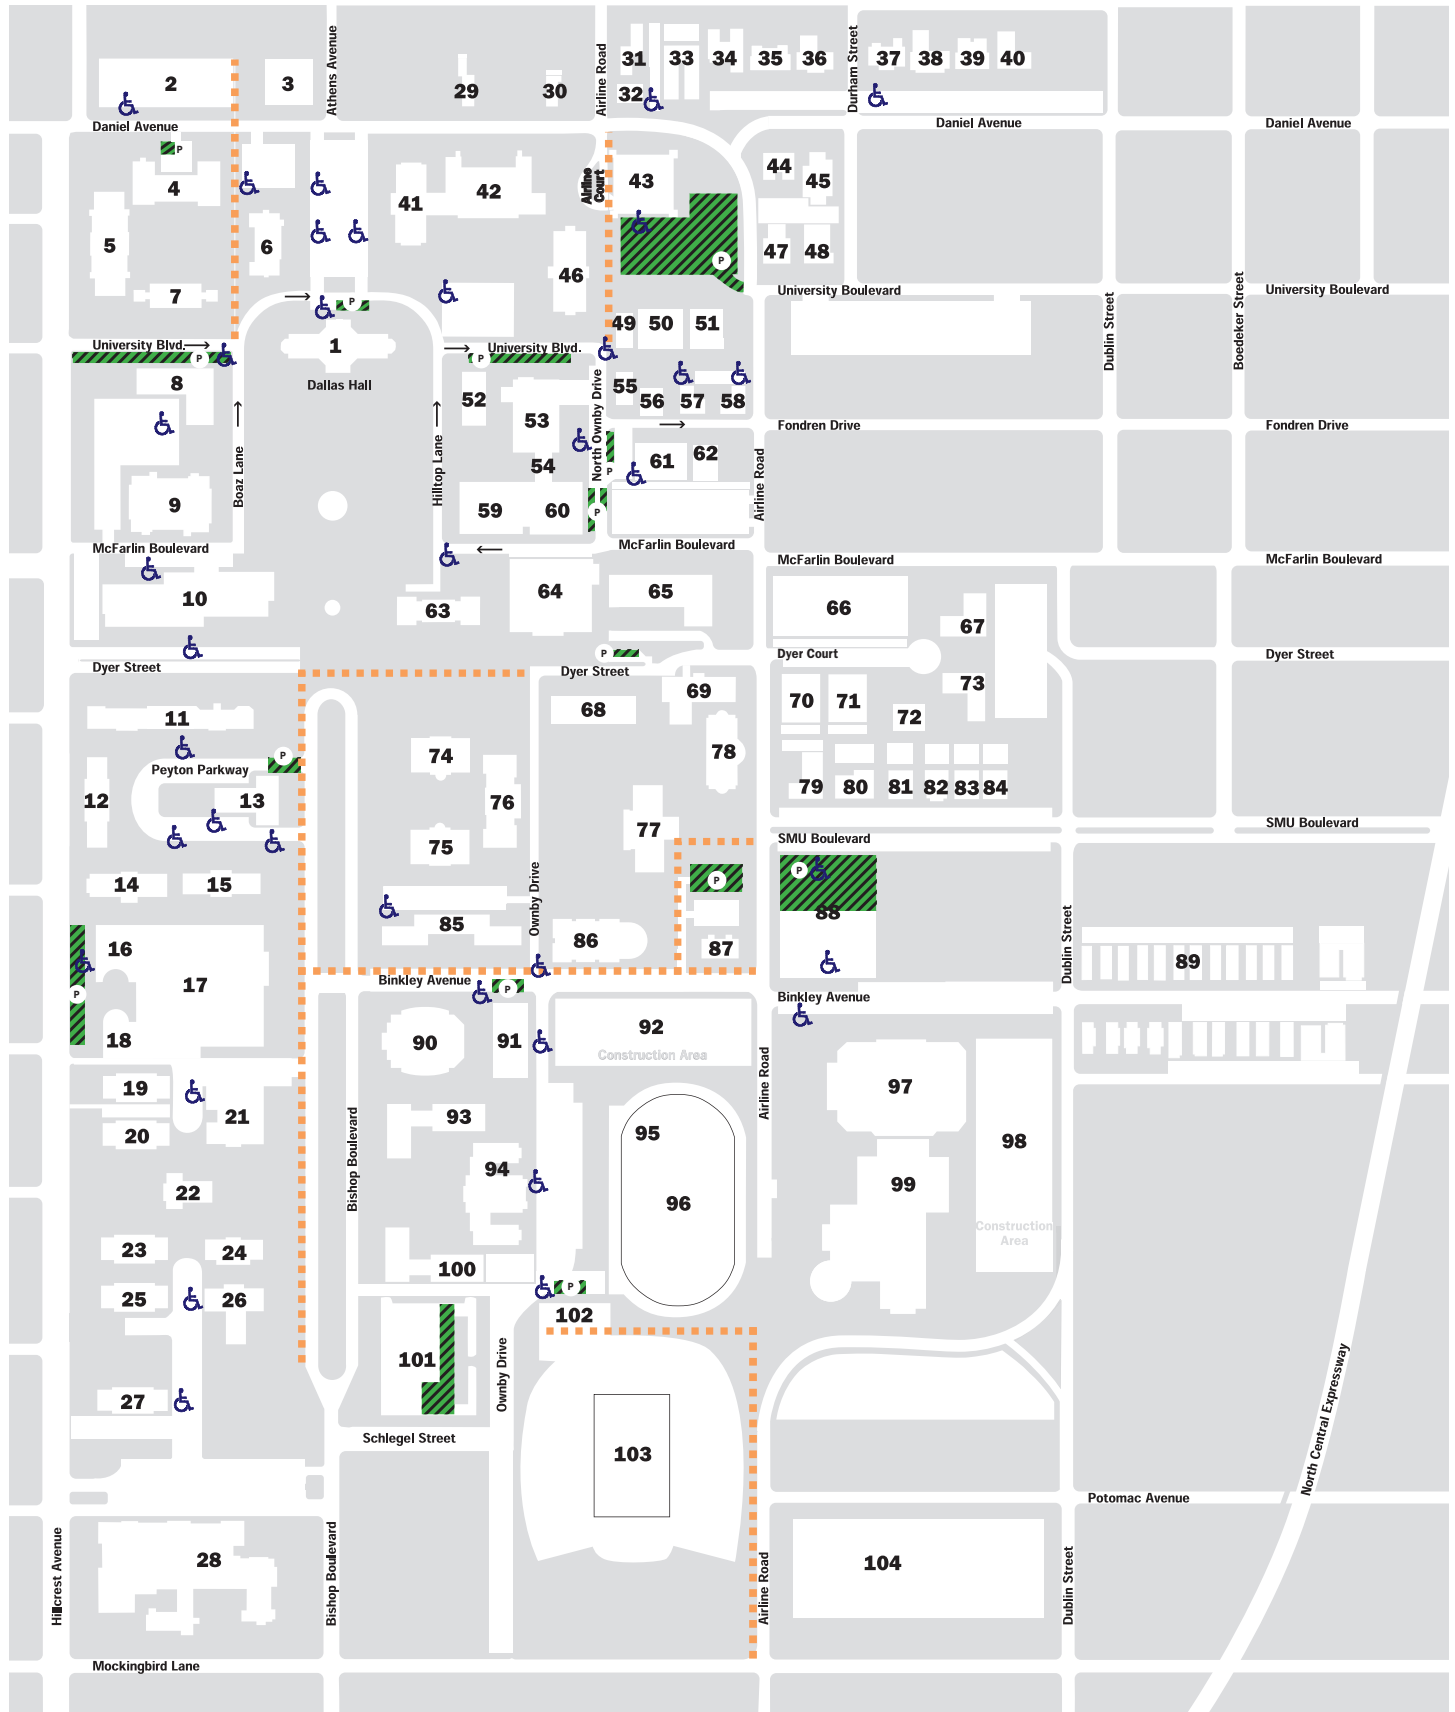 Athens Avenue
Airline Road
Durham Street
31
33
34
35
36
37
38
39
40
2
3
29
30
32
Daniel Avenue
Daniel Avenue
Daniel Avenue
P
4
41
42
Airline
Court
43
44
45
5
6
46
P
47
48
7
P
University Boulevard
University Boulevard
Dublin Street
Boedeker Street
49
50
51
University Blvd.
P
1
Dallas Hall
P
University Blvd.
8
52
55
56
57
58
53
North Ownby Drive
Fondren Drive
Fondren Drive
Boaz Lane
Hilltop Lane
54
P
61
62
Airline Road
9
59
60
P
McFarlin Boulevard
McFarlin Boulevard
McFarlin Boulevard
McFarlin Boulevard
10
63
64
65
66
67
Dyer Street
P
Dyer Street
Dyer Court
Dyer Street
11
68
69
70
71
72
73
P
Peyton Parkway
74
78
12
13
76
79
80
81
82
83
84
75
77
SMU Boulevard
SMU Boulevard
14
15
Ownby Drive
P
P
88
85
86
87
Dublin Street
89
16
17
P
18
Binkley Avenue
P
Binkley Avenue
90
91
92
Construction Area
19
20
21
93
95
Airline Road
97
98
22
Bishop Boulevard
94
96
99
Construction
Area
23
24
100
25
26
P
102
101
Ownby Drive
27
Schlegel Street
103
North Central Expressway
Potomac Avenue
Hillcrest Avenue
28
Bishop Boulevard
Airline Road
104
Dublin Street
Mockingbird Lane